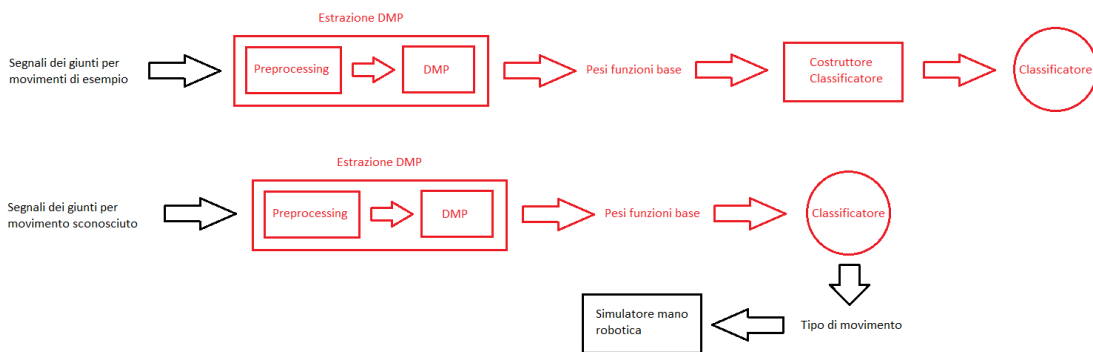 Estrazione DMP
Segnali dei giunti per
movimenti di esempio
Preprocessing
DMP
Pesi funzioni base
Costruttore
Classificatore
Classificatore
Estrazione DMP
Segnali dei giunti per
movimento sconosciuto
Preprocessing
DMP
Pesi funzioni base
Classificatore
Simulatore mano
robotica
Tipo di movimento